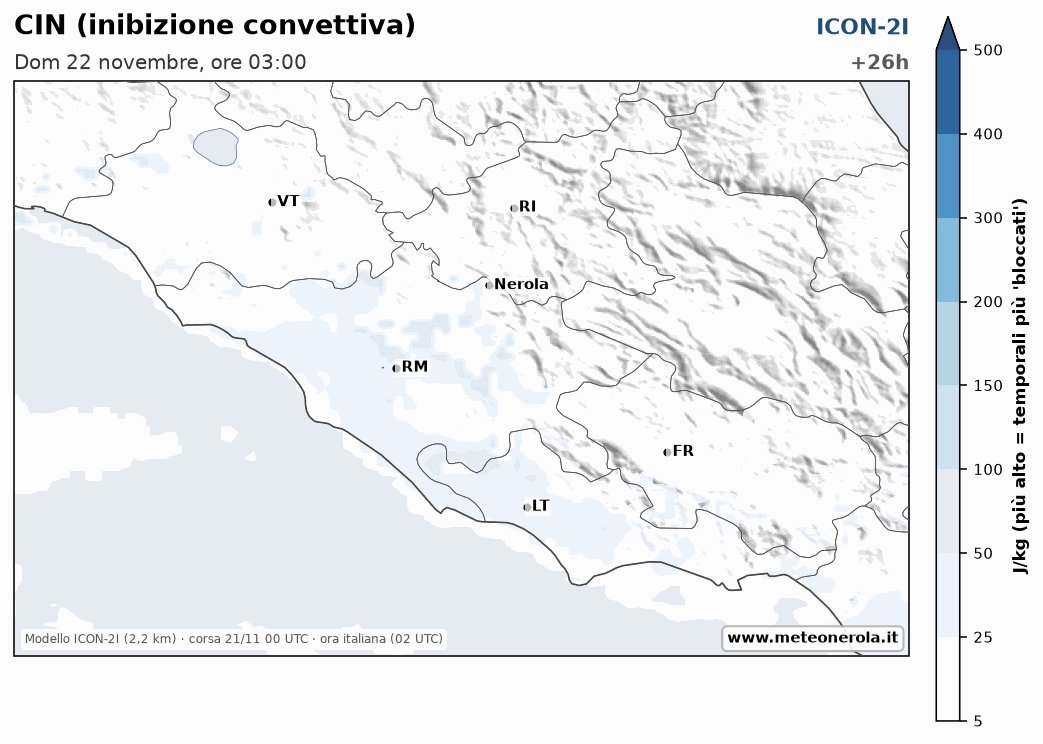 CIN (inibizione convettiva)
ICON-2I
Dom 22 novembre, ore 03:00
+26h
VT
RI
Nerola
RM
FR
LT
Modello ICON-2I (2,2 km) · corsa 21/11 00 UTC · ora italiana (02 UTC)
www.meteonerola.it
500
400
300
200
150
100
50
25
5
J/kg (più alto = temporali più 'bloccati')